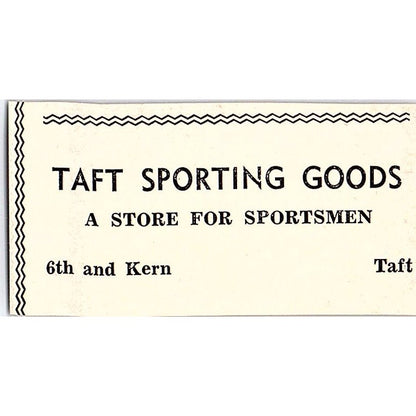 TAFT SPORTING GOODS
A STORE FOR SPORTSMEN
6th and Kern Taft